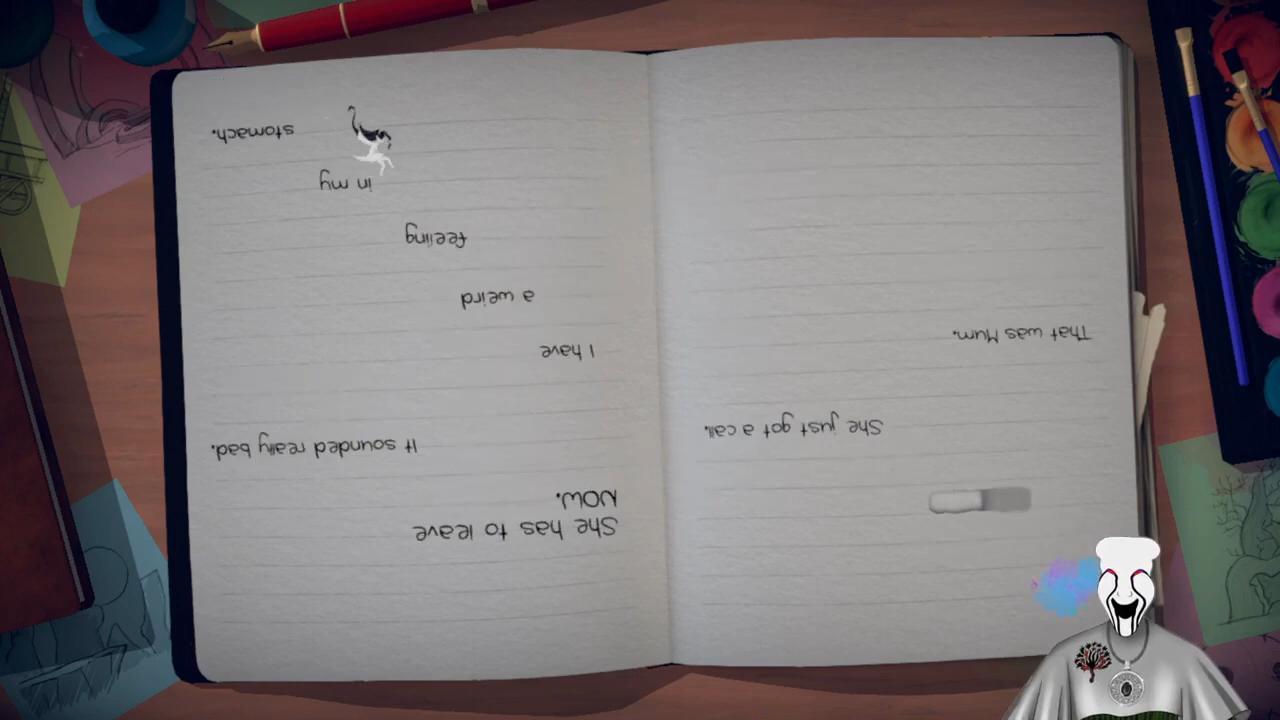 She just got a call.
That was Mum.
She has to leave
NOW.
It sounded really bad.
I have
a weird
feeling
in my
stomach.